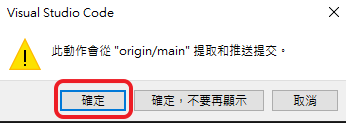 Visual Studio Code
此動作會從 "origin/main" 提取和推送提交。
確定
確定，不要再顯示
取消